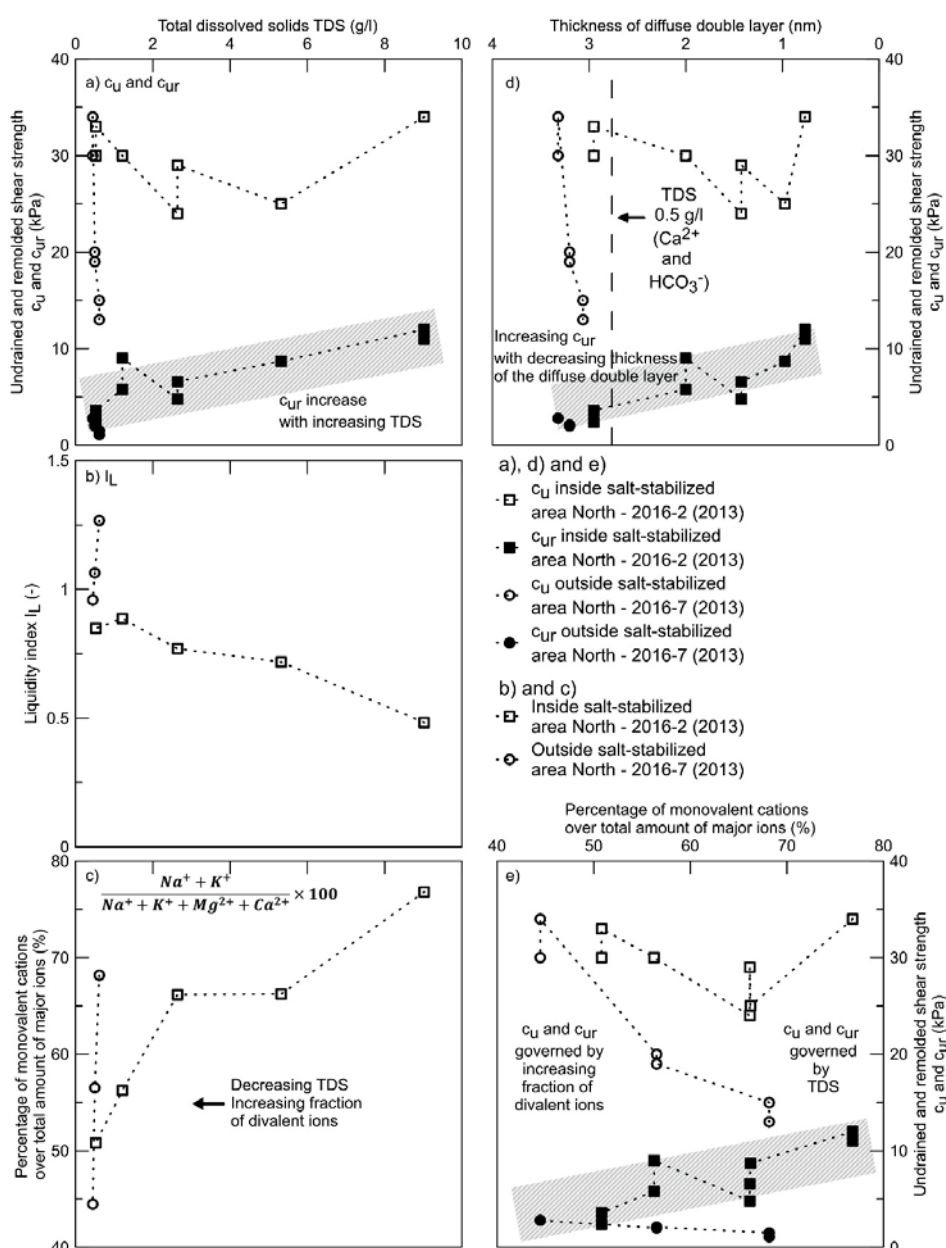 Total dissolved solids TDS (g/l)
0 2 4 6 8 10
40
30
20
10
0
Undrained and remolded shear strength
cu and cur (kPa)
a) cu and cur
cur increase
with increasing TDS
Thickness of diffuse double layer (nm)
4 3 2 1 0
d)
TDS
0.5 g/l
(Ca2+
and
HCO3-)
Increasing cur
with decreasing thickness
of the diffuse double layer
40
30
20
10
0
Undrained and remolded shear strength
cu and cur (kPa)
1.5
1
0.5
0
Liquidity index IL (-)
b) IL
a), d) and e)
cu inside salt-stabilized
area North - 2016-2 (2013)
cur inside salt-stabilized
area North - 2016-2 (2013)
cu outside salt-stabilized
area North - 2016-7 (2013)
cur outside salt-stabilized
area North - 2016-7 (2013)
b) and c)
Inside salt-stabilized
area North - 2016-2 (2013)
Outside salt-stabilized
area North - 2016-7 (2013)
80
70
60
50
40
Percentage of monovalent cations
over total amount of major ions (%)
c)
Na+ + K+
Na+ + K+ + Mg2+ + Ca2+ × 100
Decreasing TDS
Increasing fraction
of divalent ions
Percentage of monovalent cations
over total amount of major ions (%)
40 50 60 70 80
e)
cu and cur
governed by
increasing
fraction of
divalent ions
cu and cur
governed
by
TDS
40
30
20
10
0
Undrained and remolded shear strength
cu and cur (kPa)